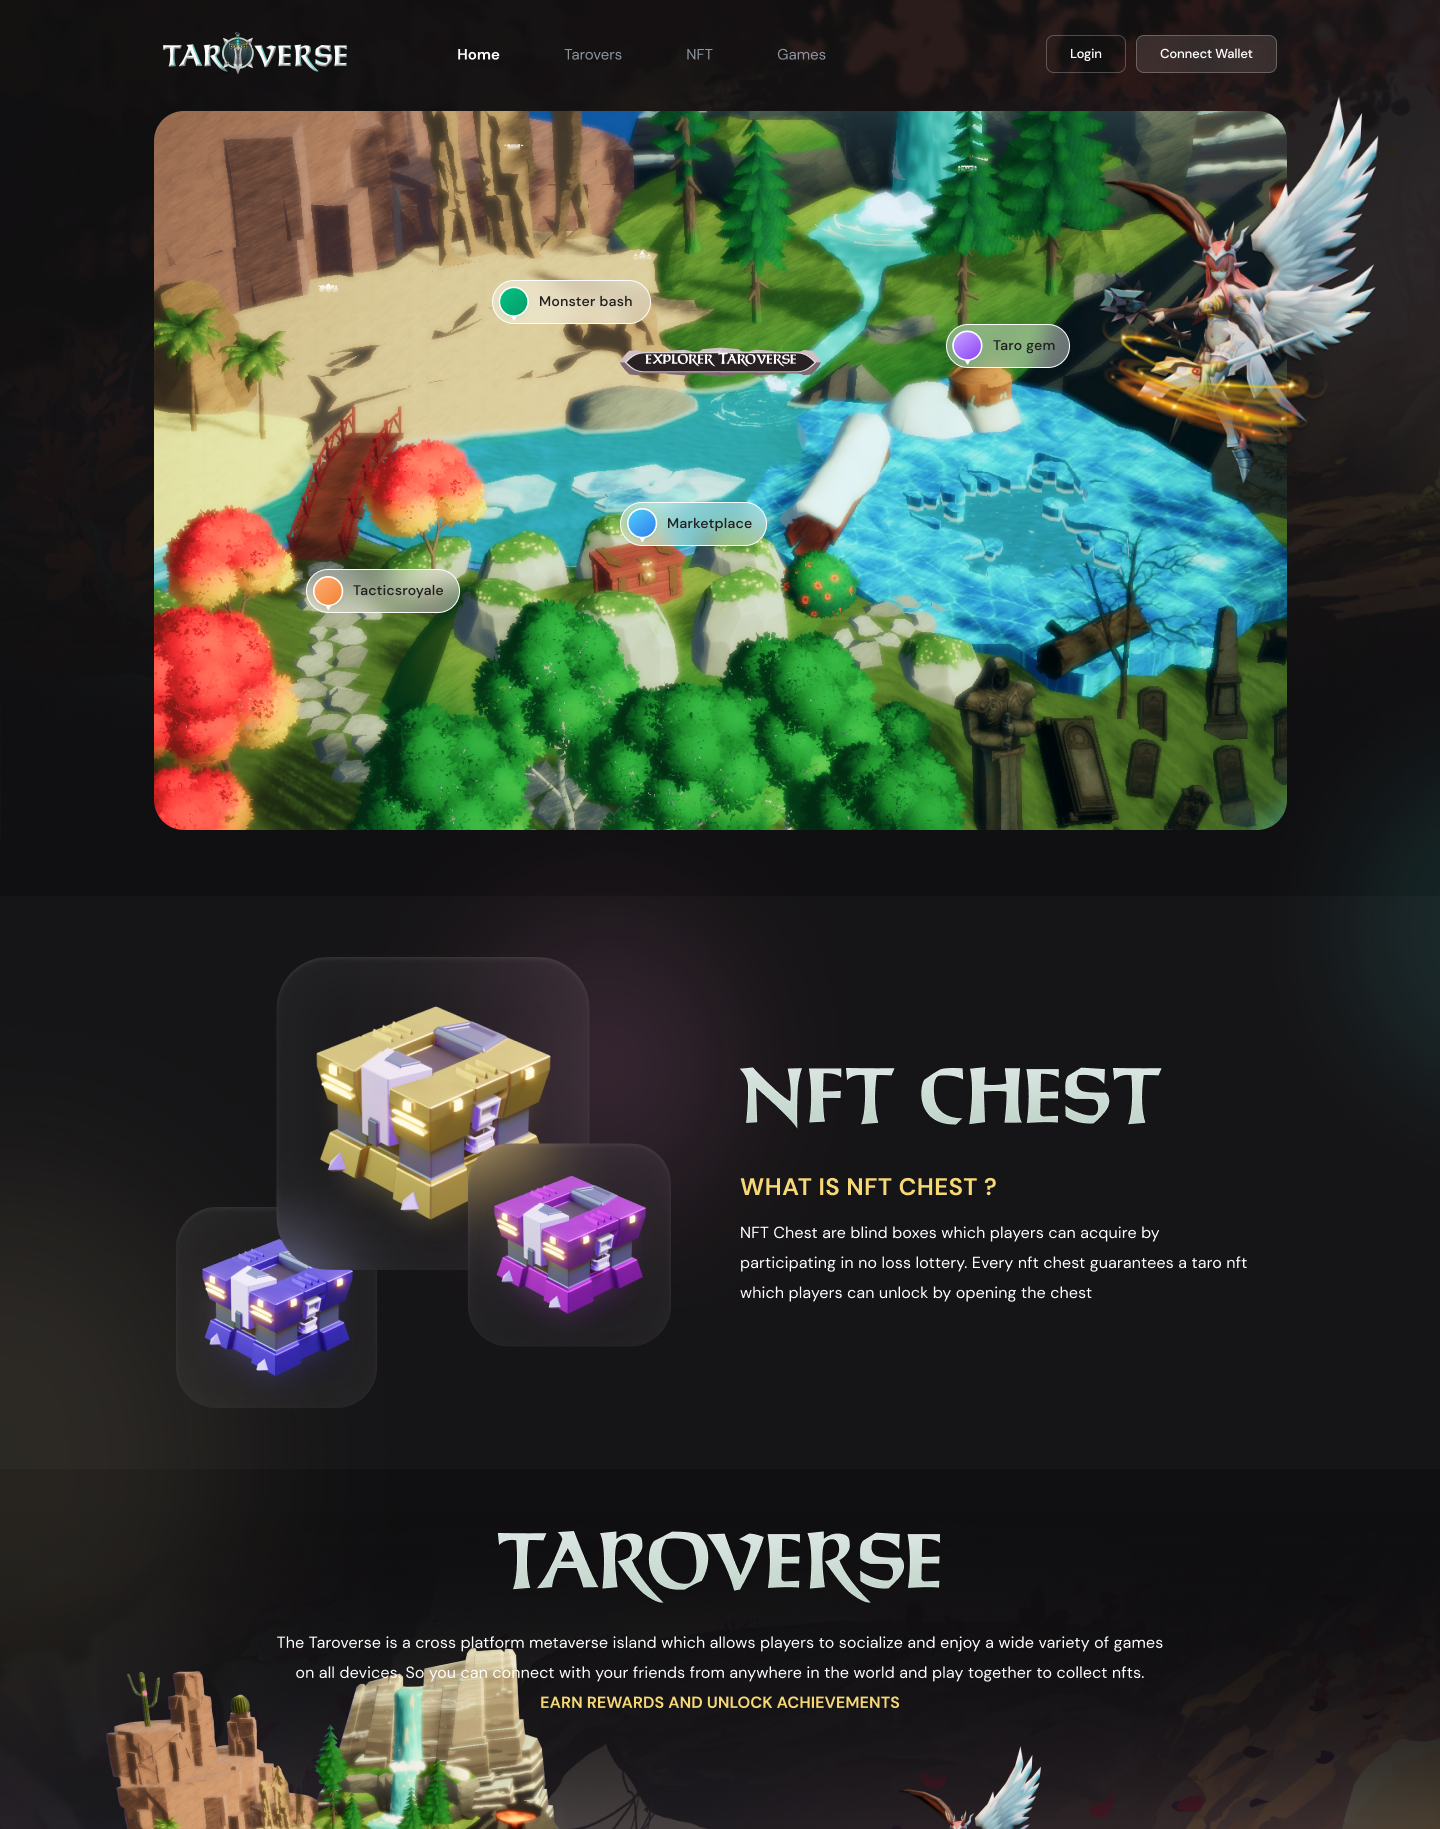 TAROVERSE
Home
Tarovers
NFT
Games
Login
Connect Wallet
Monster bash
Taro gem
EXPLORER TAROVERSE
Marketplace
Tacticsroyale
NFT CHEST
WHAT IS NFT CHEST ?
NFT Chest are blind boxes which players can acquire by
participating in no loss lottery. Every nft chest guarantees a taro nft
which players can unlock by opening the chest
TAROVERSE
The Taroverse is a cross platform metaverse island which allows players to socialize and enjoy a wide variety of games
on all devices. So you can connect with your friends from anywhere in the world and play together to collect nfts.
EARN REWARDS AND UNLOCK ACHIEVEMENTS